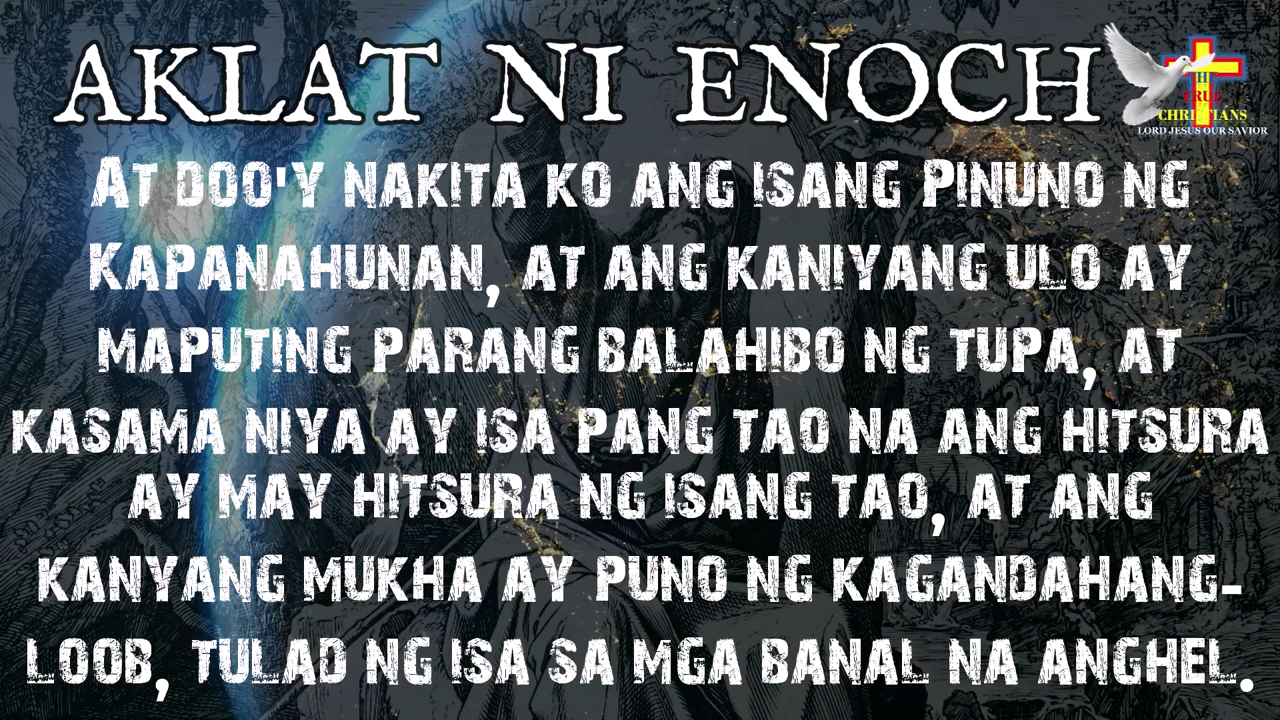 AKLAT NI ENOCH
THE
TRUE
CHRISTIANS
LORD JESUS OUR SAVIOR
At doo'y nakita ko ang isang Pinuno ng
Kapanahunan, at ang kaniyang ulo ay
maputing parang balahibo ng tupa, at
kasama niya ay isa pang tao na ang hitsura
ay may hitsura ng isang tao, at ang
kanyang mukha ay puno ng kagandahang-
loob, tulad ng isa sa mga banal na anghel.